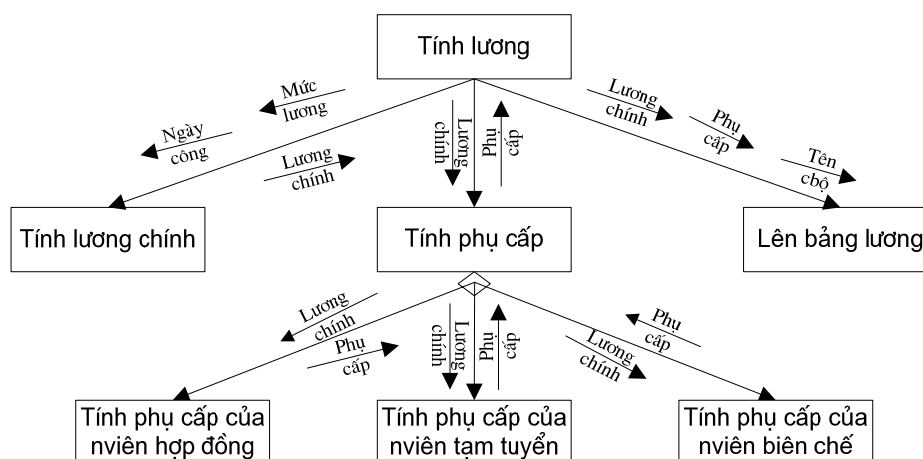 Tính lương
Mức
lương
Ngày
công
Lương
chính
Lương
chính
Phụ
cấp
Lương
chính
Phụ
cấp
Tên
cbộ
Tính lương chính
Tính phụ cấp
Lên bảng lương
Lương
chính
Phụ
cấp
Lương
chính
Phụ
cấp
Phụ
cấp
Lương
chính
Tính phụ cấp của
nviên hợp đồng
Tính phụ cấp của
nviên tạm tuyển
Tính phụ cấp của
nviên biên chế